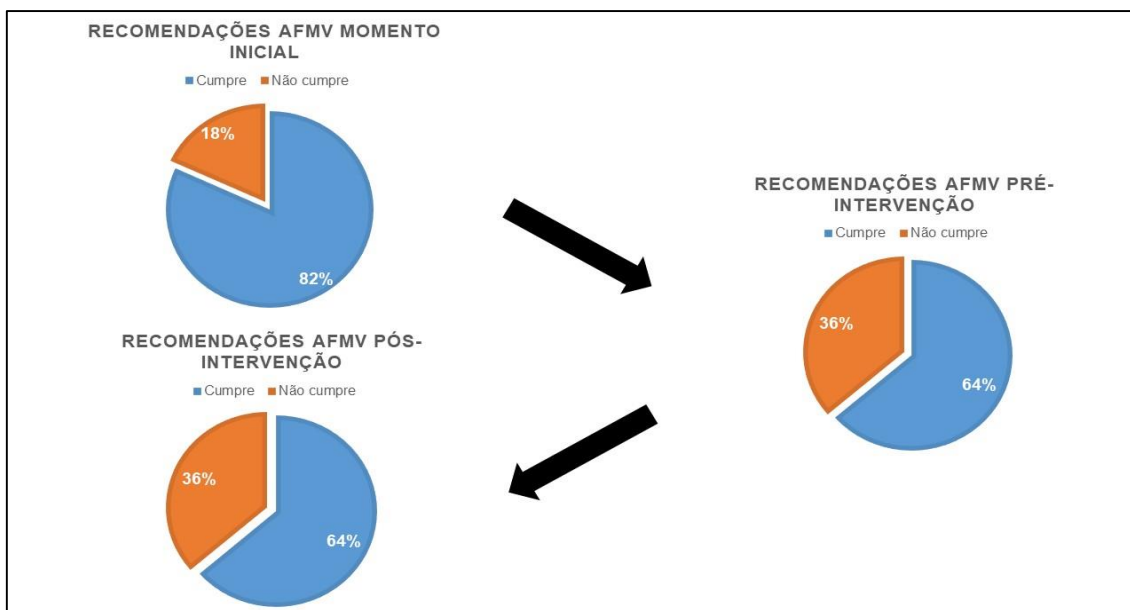 RECOMENDAÇÕES AFMV MOMENTO
INICIAL
Cumpre Não cumpre
18%
82%
RECOMENDAÇÕES AFMV PRÉ-
INTERVENÇÃO
Cumpre Não cumpre
36%
64%
RECOMENDAÇÕES AFMV PÓS-
INTERVENÇÃO
Cumpre Não cumpre
36%
64%